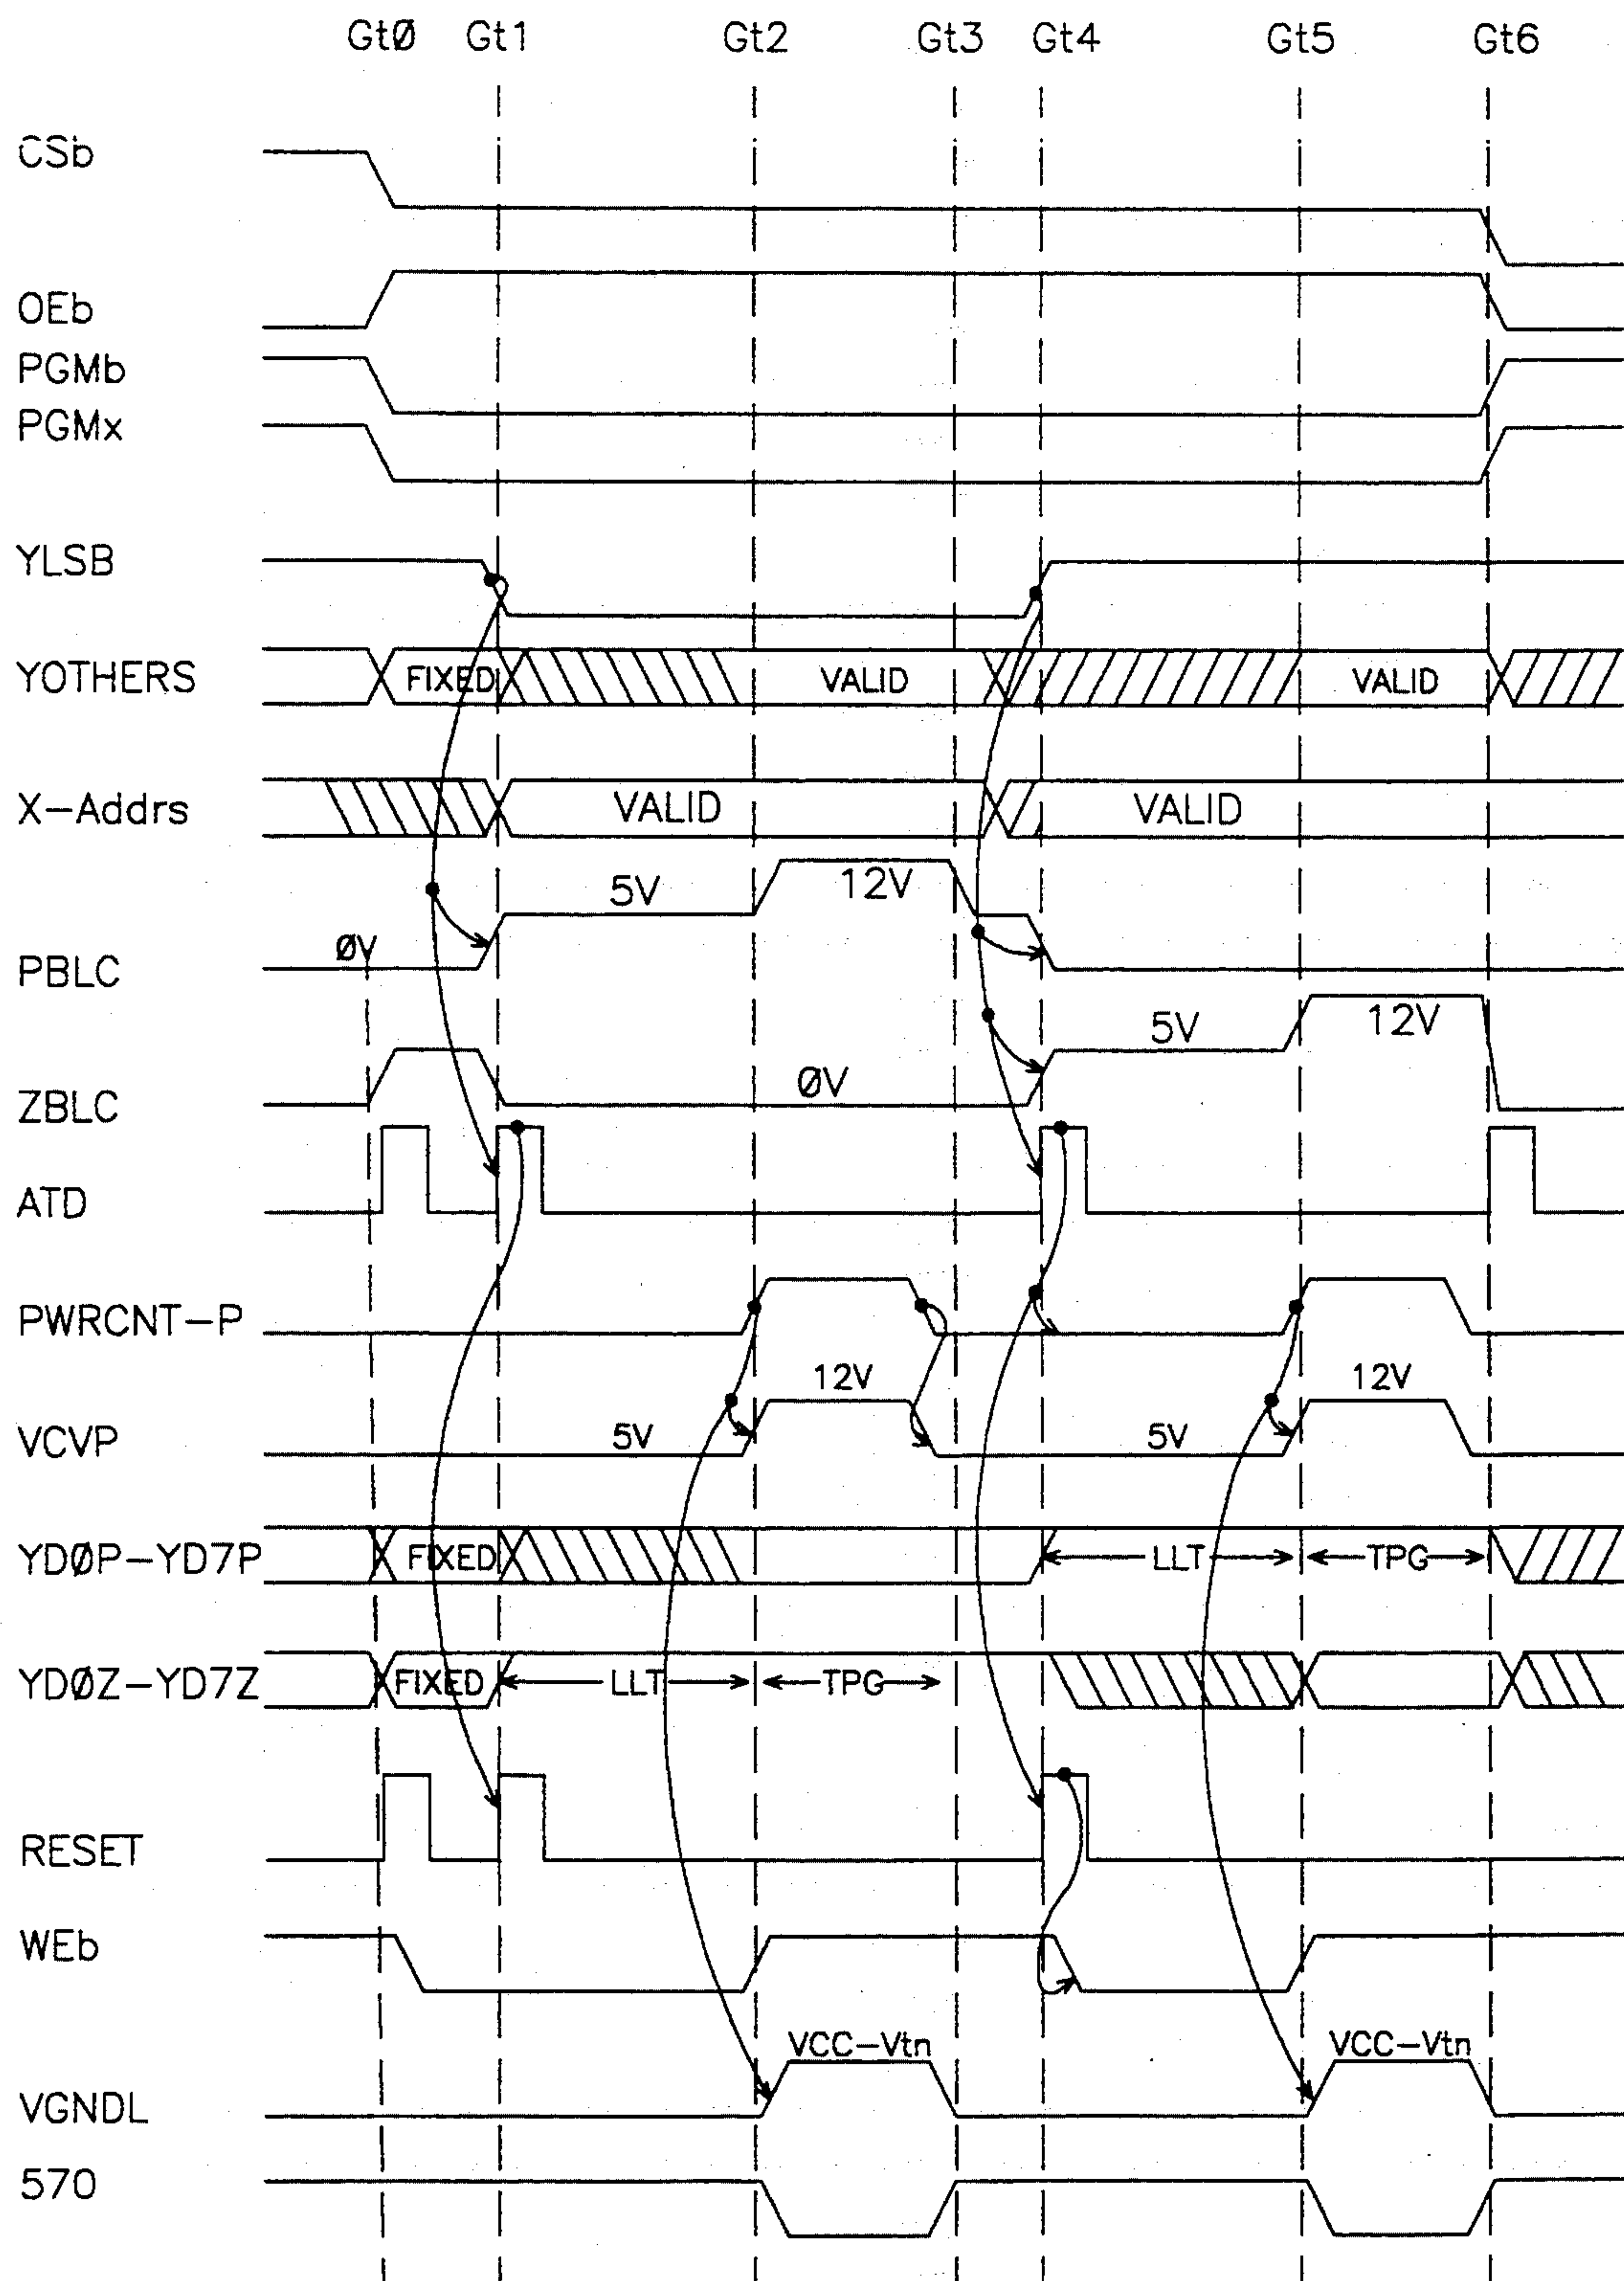 GtØ Gt1 Gt2 Gt3 Gt4 Gt5 Gt6
CSb
OEb
PGMb
PGMx
YLSB
YOTHERS FIXED VALID VALID
X-Addrs VALID VALID
5V 12V
ØV
PBLC
5V 12V
ZBLC ØV
ATD
PWRCNT-P
12V 12V
VCVP 5V 5V
YDØP-YD7P FIXED LLT TPG
YDØZ-YD7Z FIXED LLT TPG
RESET
WEb
VCC-Vtn VCC-Vtn
VGNDL
570